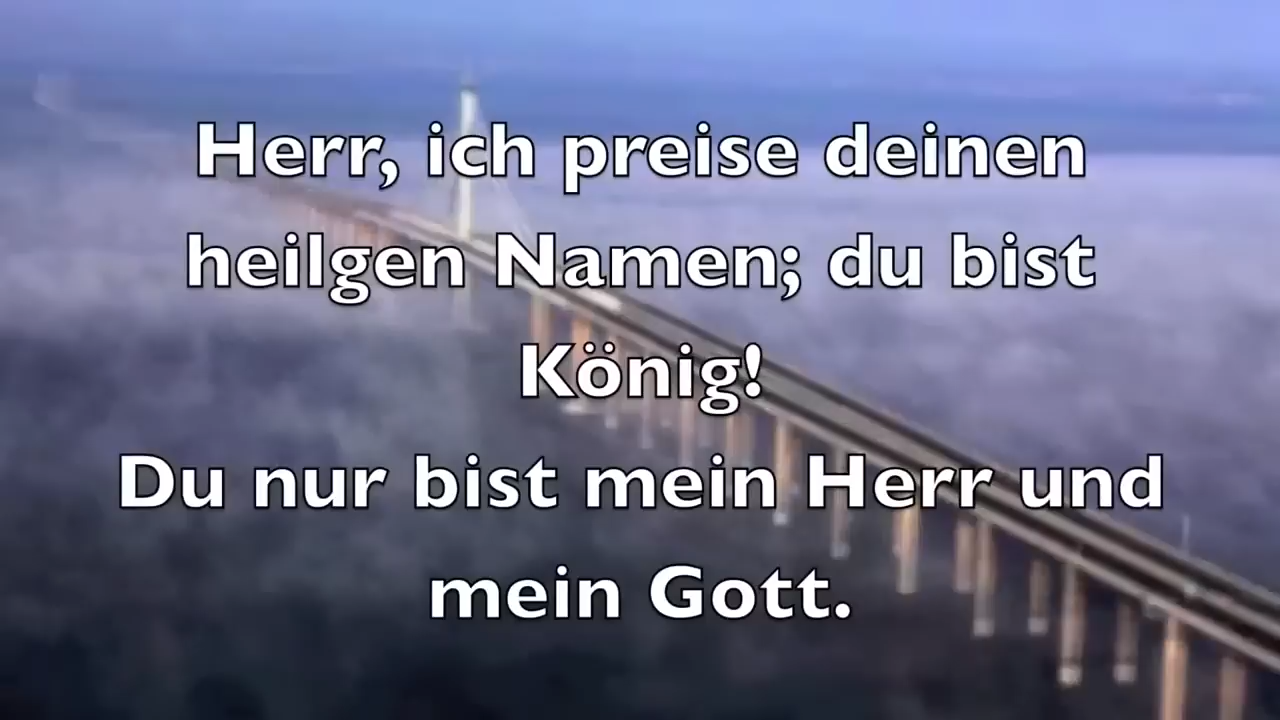 Herr, ich preise deinen
heilgen Namen; du bist
König!
Du nur bist mein Herr und
mein Gott.